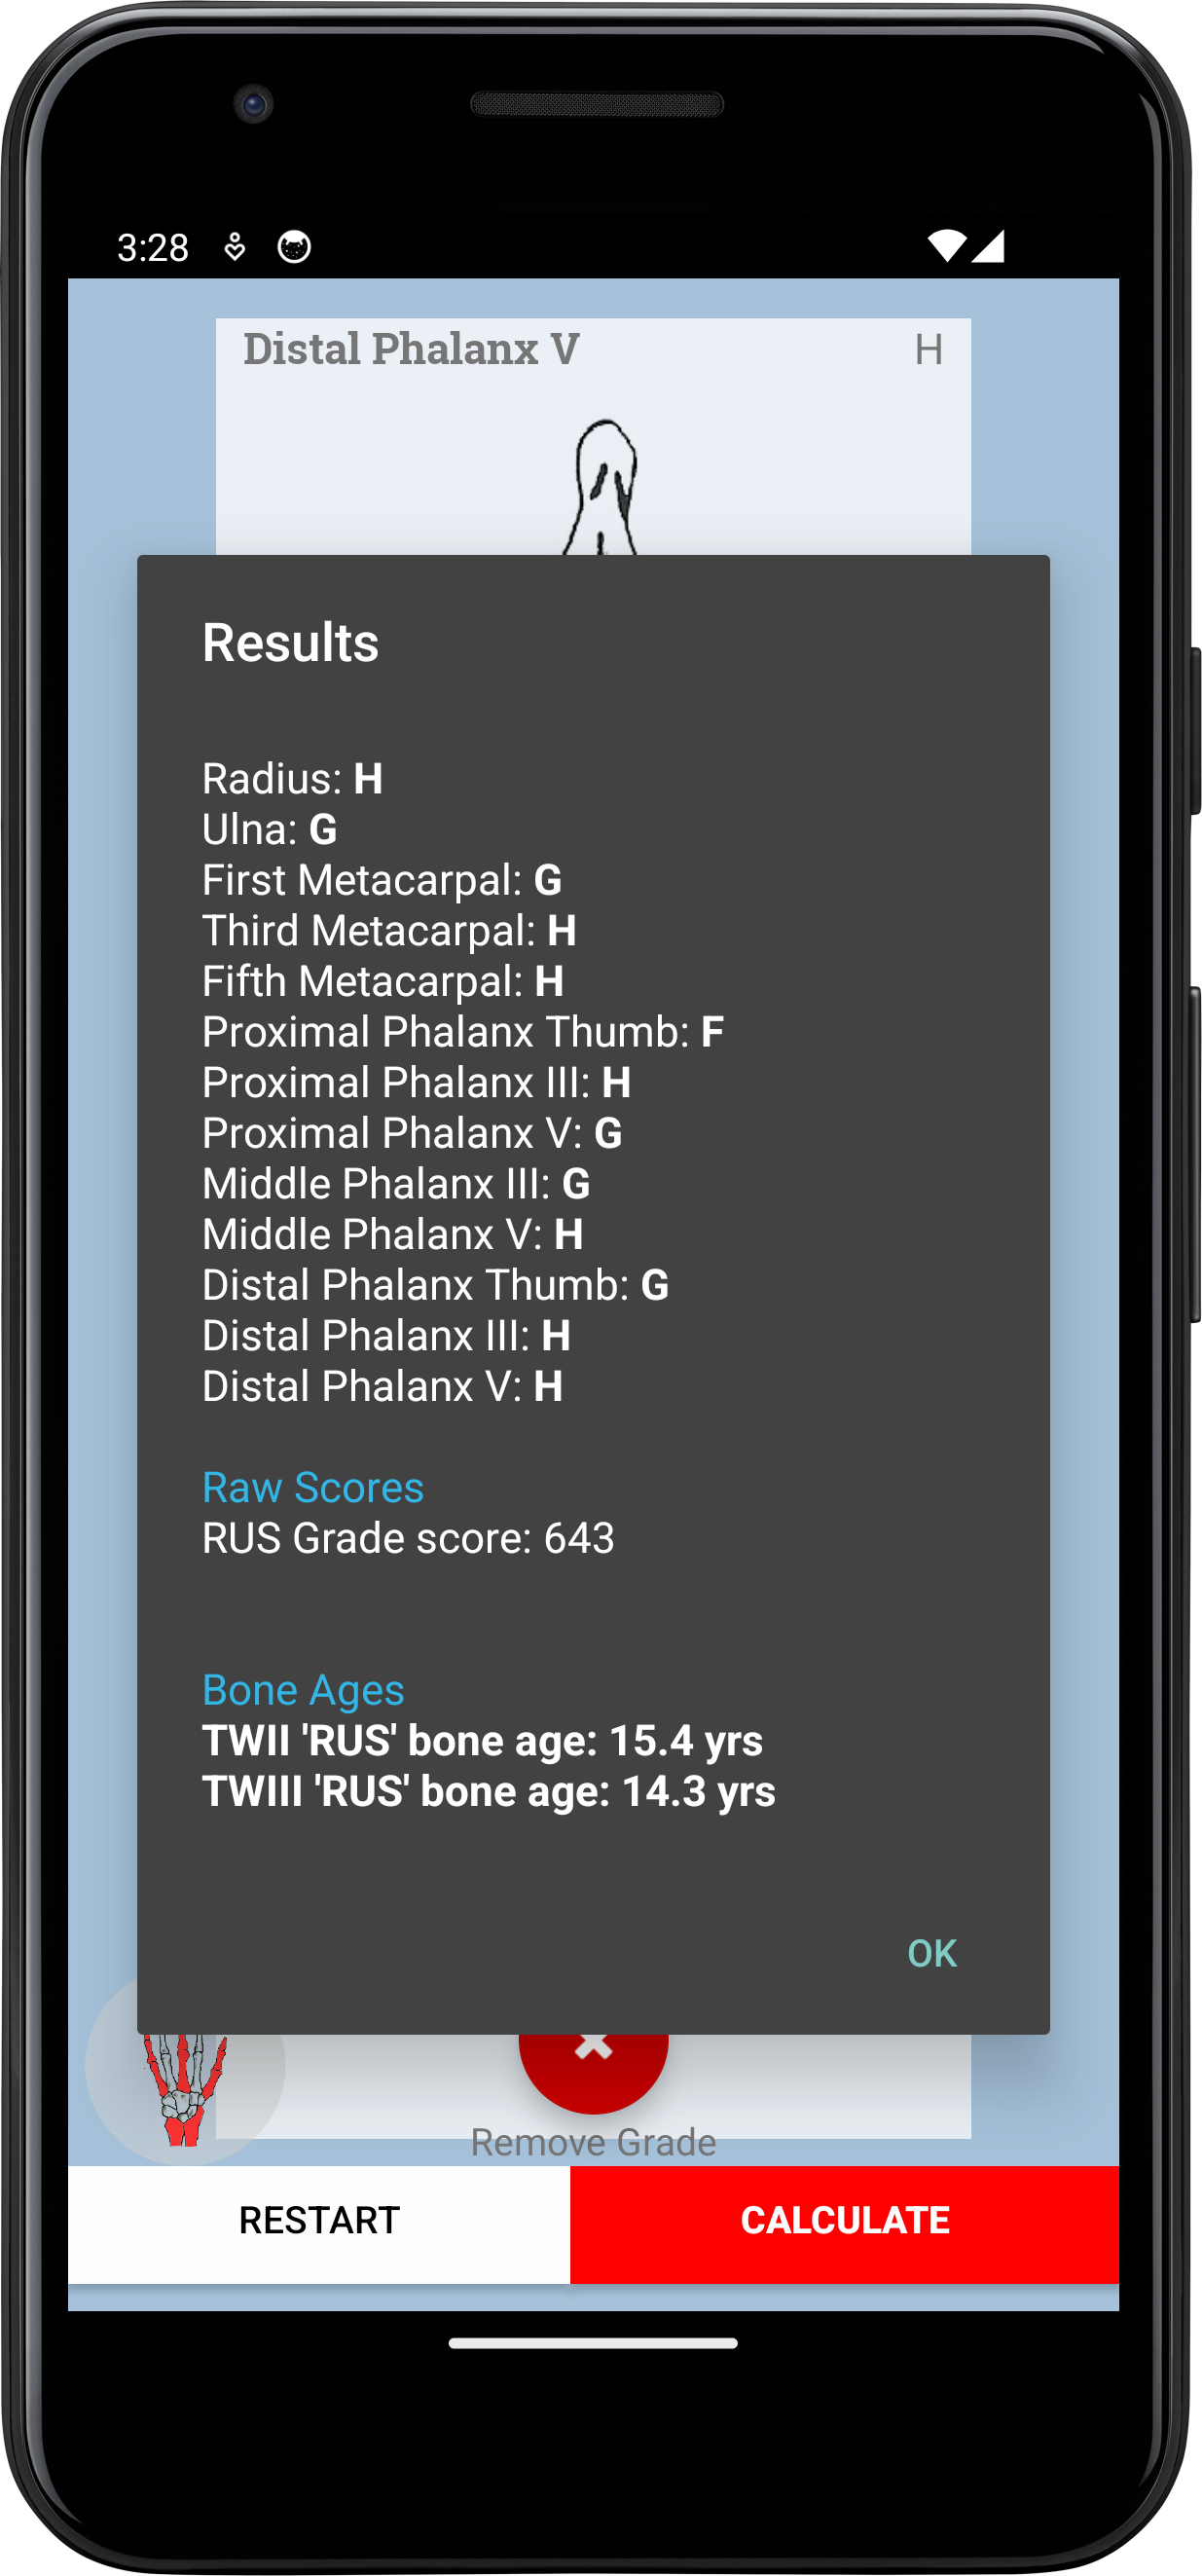 3:28
Distal Phalanx V H
Results
Radius: H
Ulna: G
First Metacarpal: G
Third Metacarpal: H
Fifth Metacarpal: H
Proximal Phalanx Thumb: F
Proximal Phalanx III: H
Proximal Phalanx V: G
Middle Phalanx III: G
Middle Phalanx V: H
Distal Phalanx Thumb: G
Distal Phalanx III: H
Distal Phalanx V: H
Raw Scores
RUS Grade score: 643
Bone Ages
TWII 'RUS' bone age: 15.4 yrs
TWIII 'RUS' bone age: 14.3 yrs
OK
Remove Grade
RESTART CALCULATE